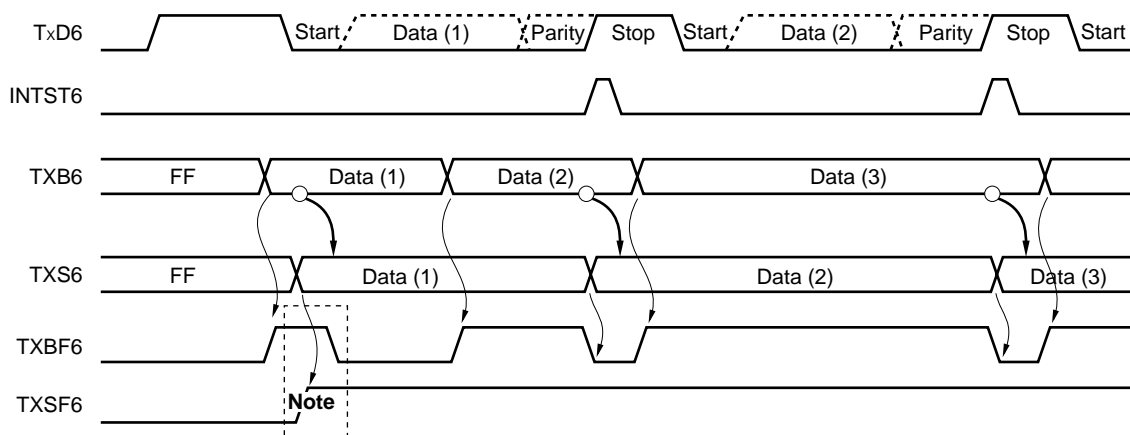 TxD6 Start Data (1) Parity Stop Start Data (2) Parity Stop Start
INTST6
TXB6 FF Data (1) Data (2) Data (3)
TXS6 FF Data (1) Data (2) Data (3)
TXBF6
TXSF6 Note